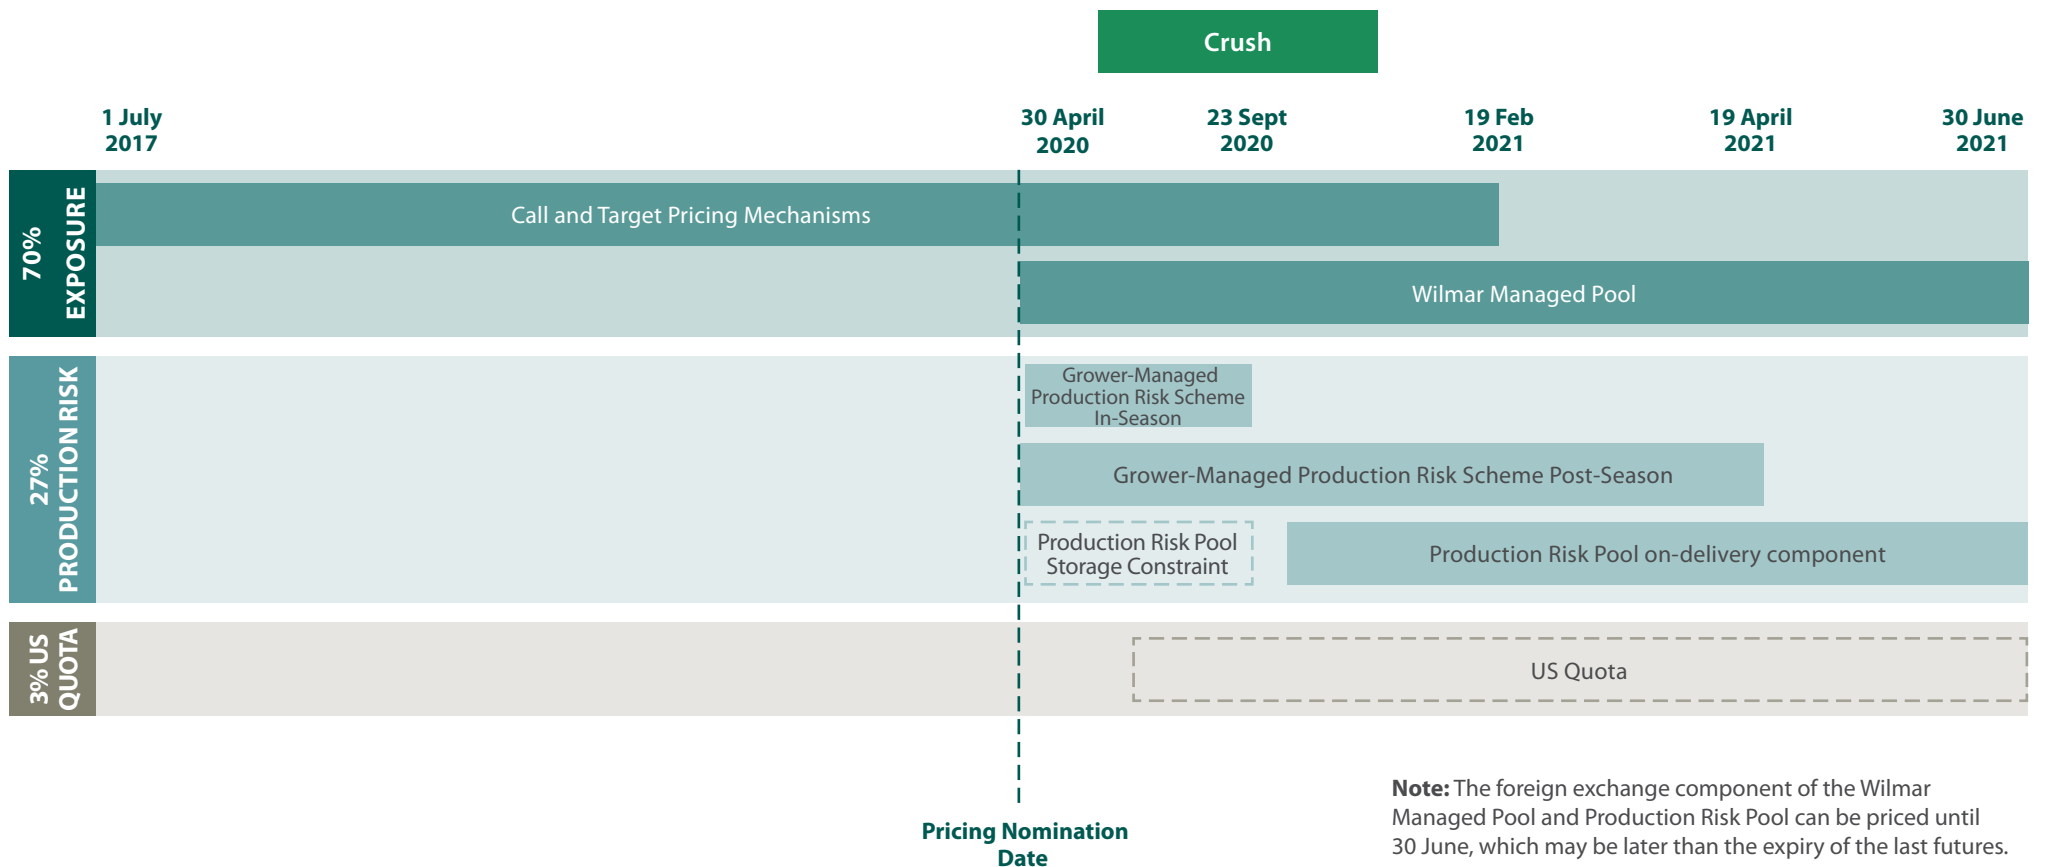 Crush
1 July
2017
30 April
2020
23 Sept
2020
19 Feb
2021
19 April
2021
30 June
2021
70%
EXPOSURE
Call and Target Pricing Mechanisms
Wilmar Managed Pool
27%
PRODUCTION RISK
Grower-Managed
Production Risk Scheme
In-Season
Grower-Managed Production Risk Scheme Post-Season
Production Risk Pool
Storage Constraint
Production Risk Pool on-delivery component
3% US
QUOTA
US Quota
Pricing Nomination
Date
Note: The foreign exchange component of the Wilmar
Managed Pool and Production Risk Pool can be priced until
30 June, which may be later than the expiry of the last futures.